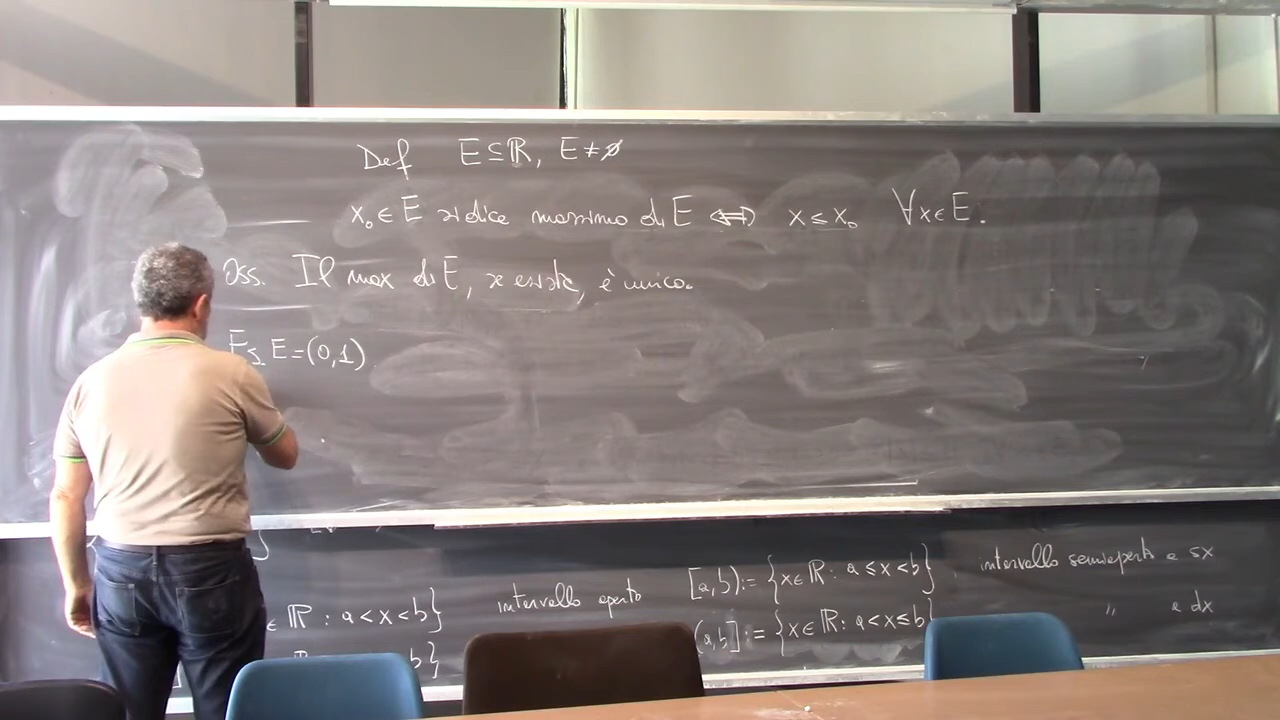 Def E⊆ℝ, E≠∅
x₀∈E si dice massimo di E ⟺ x≤x₀ ∀x∈E.
Oss. Il max di E, se esiste, è unico.
Es E=(0,1)
∈ℝ: a<x<b} intervallo aperto
b}
[a,b):={x∈ℝ: a≤x<b}, intervallo semiaperto a sx
(a,b]:={x∈ℝ: a<x≤b} " a dx